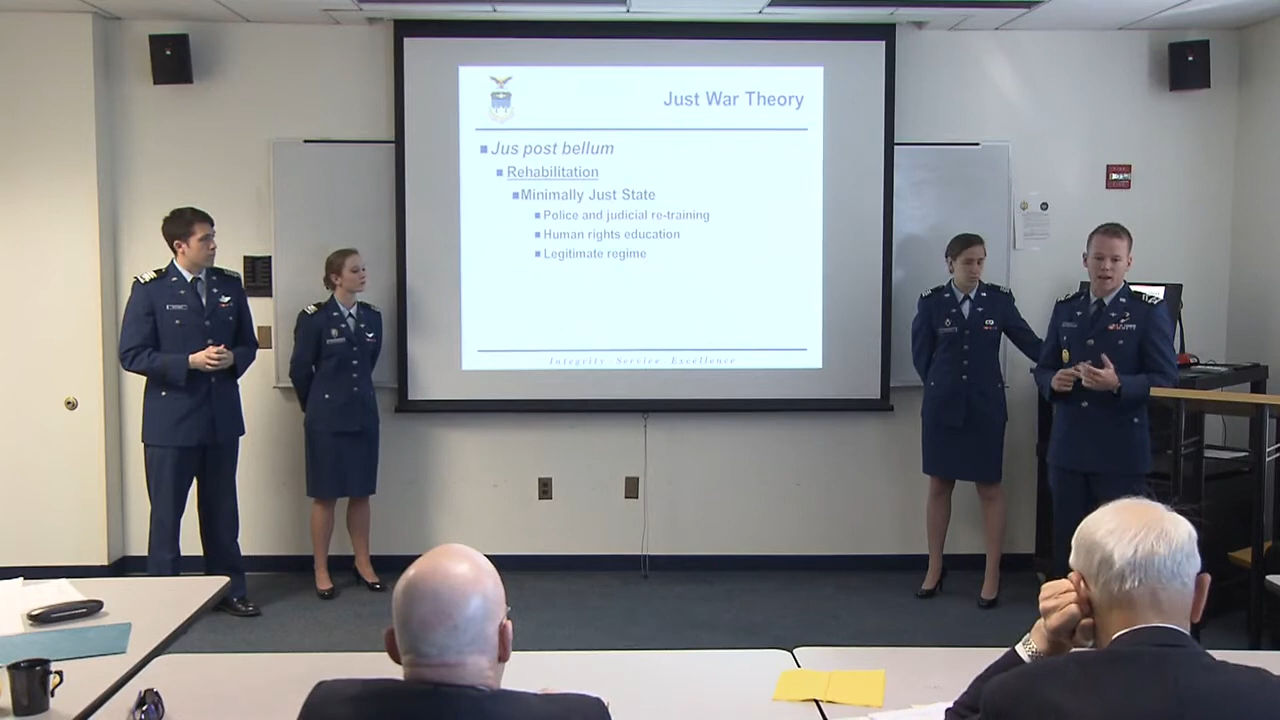 Just War Theory
Jus post bellum
Rehabilitation
Minimally Just State
Police and judicial re-training
Human rights education
Legitimate regime
Integrity Service Excellence